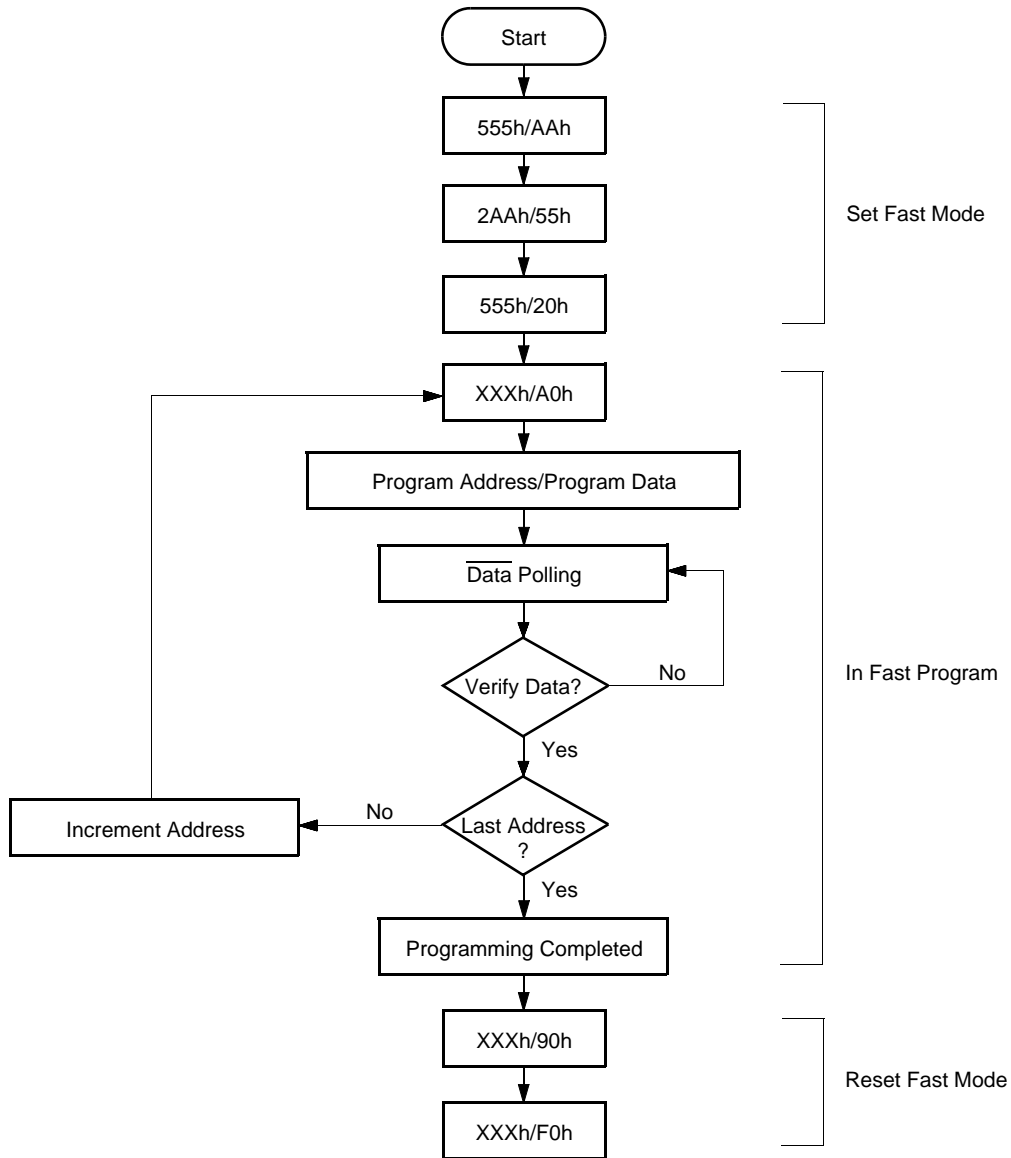 Start
555h/AAh
2AAh/55h
Set Fast Mode
555h/20h
XXXh/A0h
Program Address/Program Data
Data Polling
Verify Data?
No
In Fast Program
Yes
Increment Address
No
Last Address
?
Yes
Programming Completed
XXXh/90h
Reset Fast Mode
XXXh/F0h